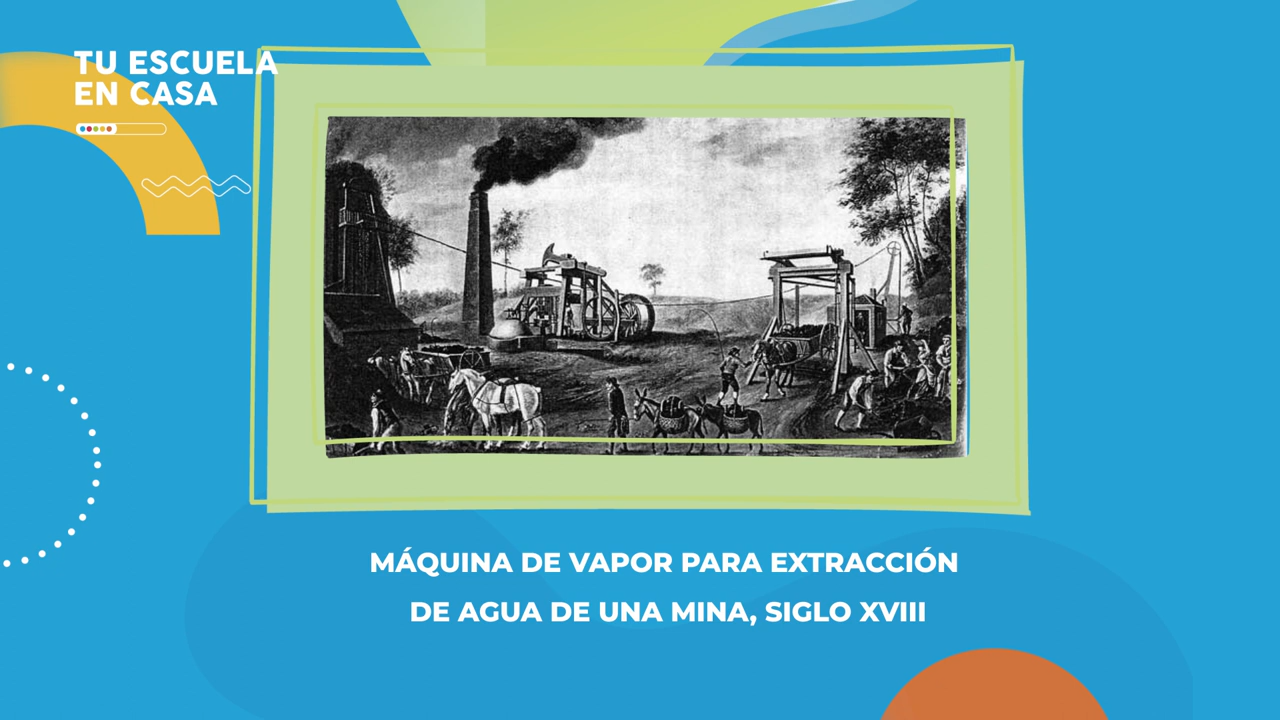 TU ESCUELA
EN CASA
MÁQUINA DE VAPOR PARA EXTRACCIÓN
DE AGUA DE UNA MINA, SIGLO XVIII